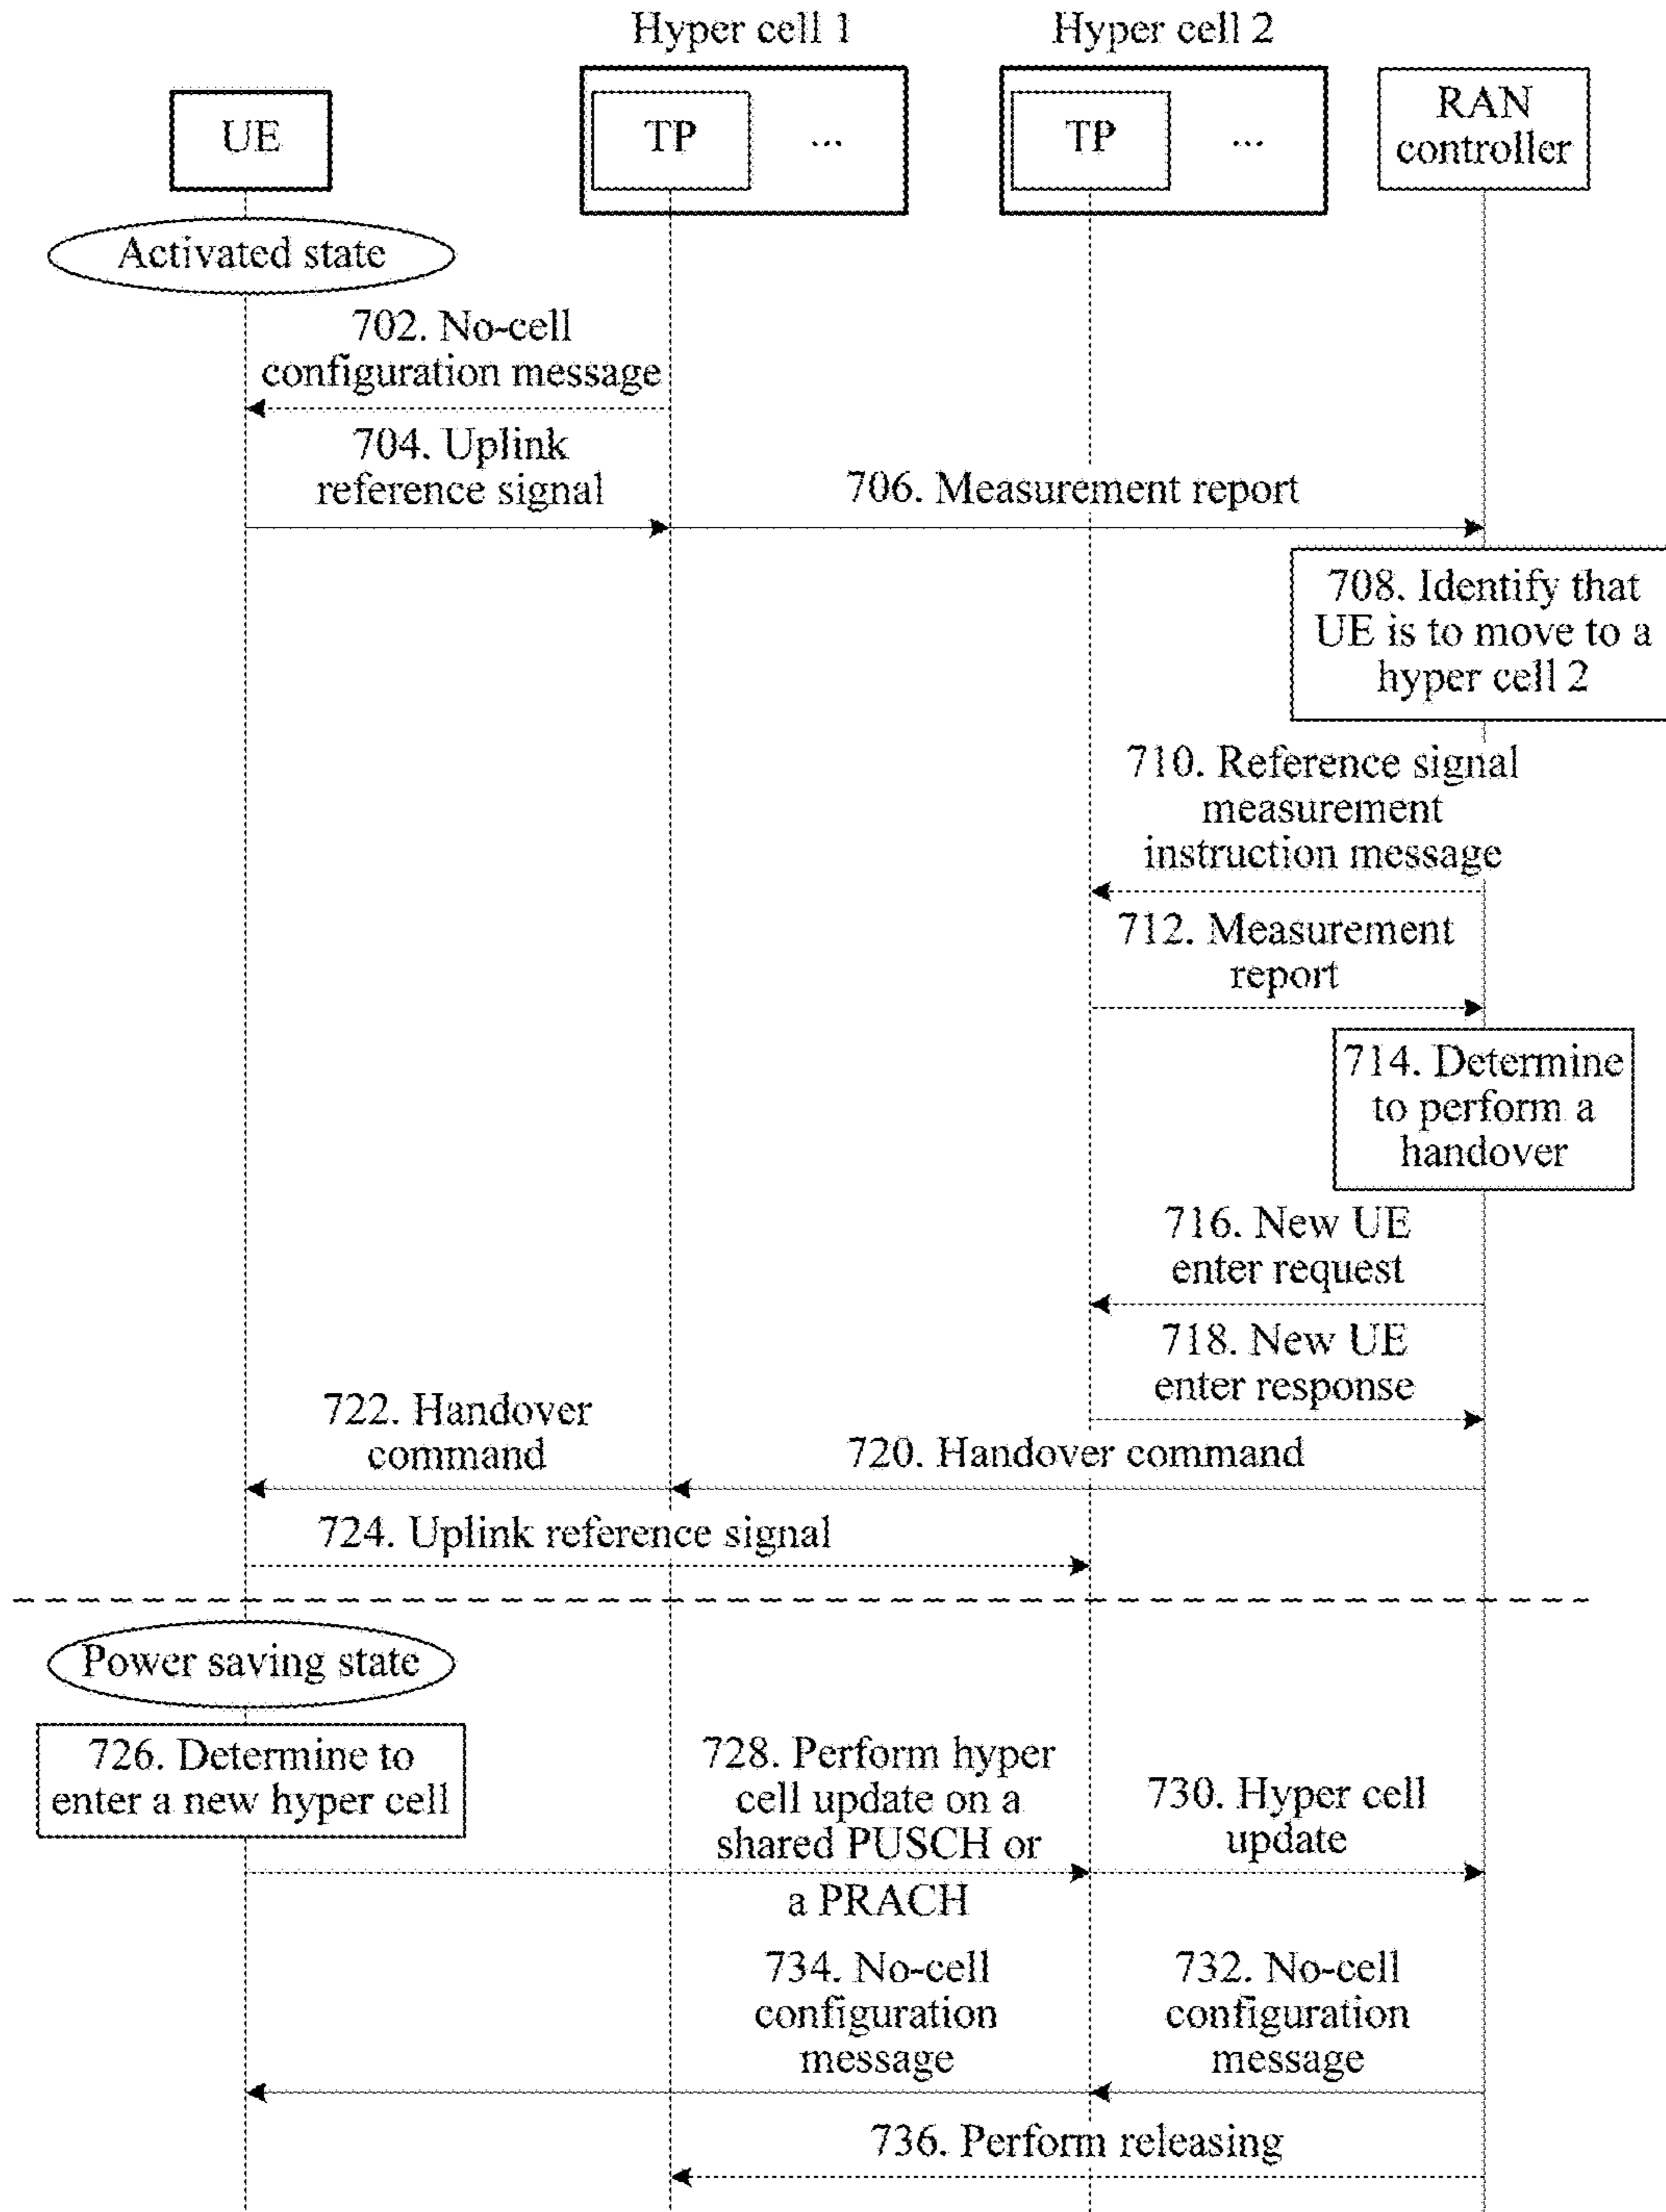 Hyper cell 1
Hyper cell 2
UE
TP
...
TP
...
RAN
controller
Activated state
702. No-cell
configuration message
704. Uplink
reference signal
706. Measurement report
708. Identify that
UE is to move to a
hyper cell 2
710. Reference signal
measurement
instruction message
712. Measurement
report
714. Determine
to perform a
handover
716. New UE
enter request
718. New UE
enter response
722. Handover
command
720. Handover command
724. Uplink reference signal
Power saving state
726. Determine to
enter a new hyper cell
728. Perform hyper
cell update on a
shared PUSCH or
a PRACH
730. Hyper cell
update
734. No-cell
configuration
message
732. No-cell
configuration
message
736. Perform releasing